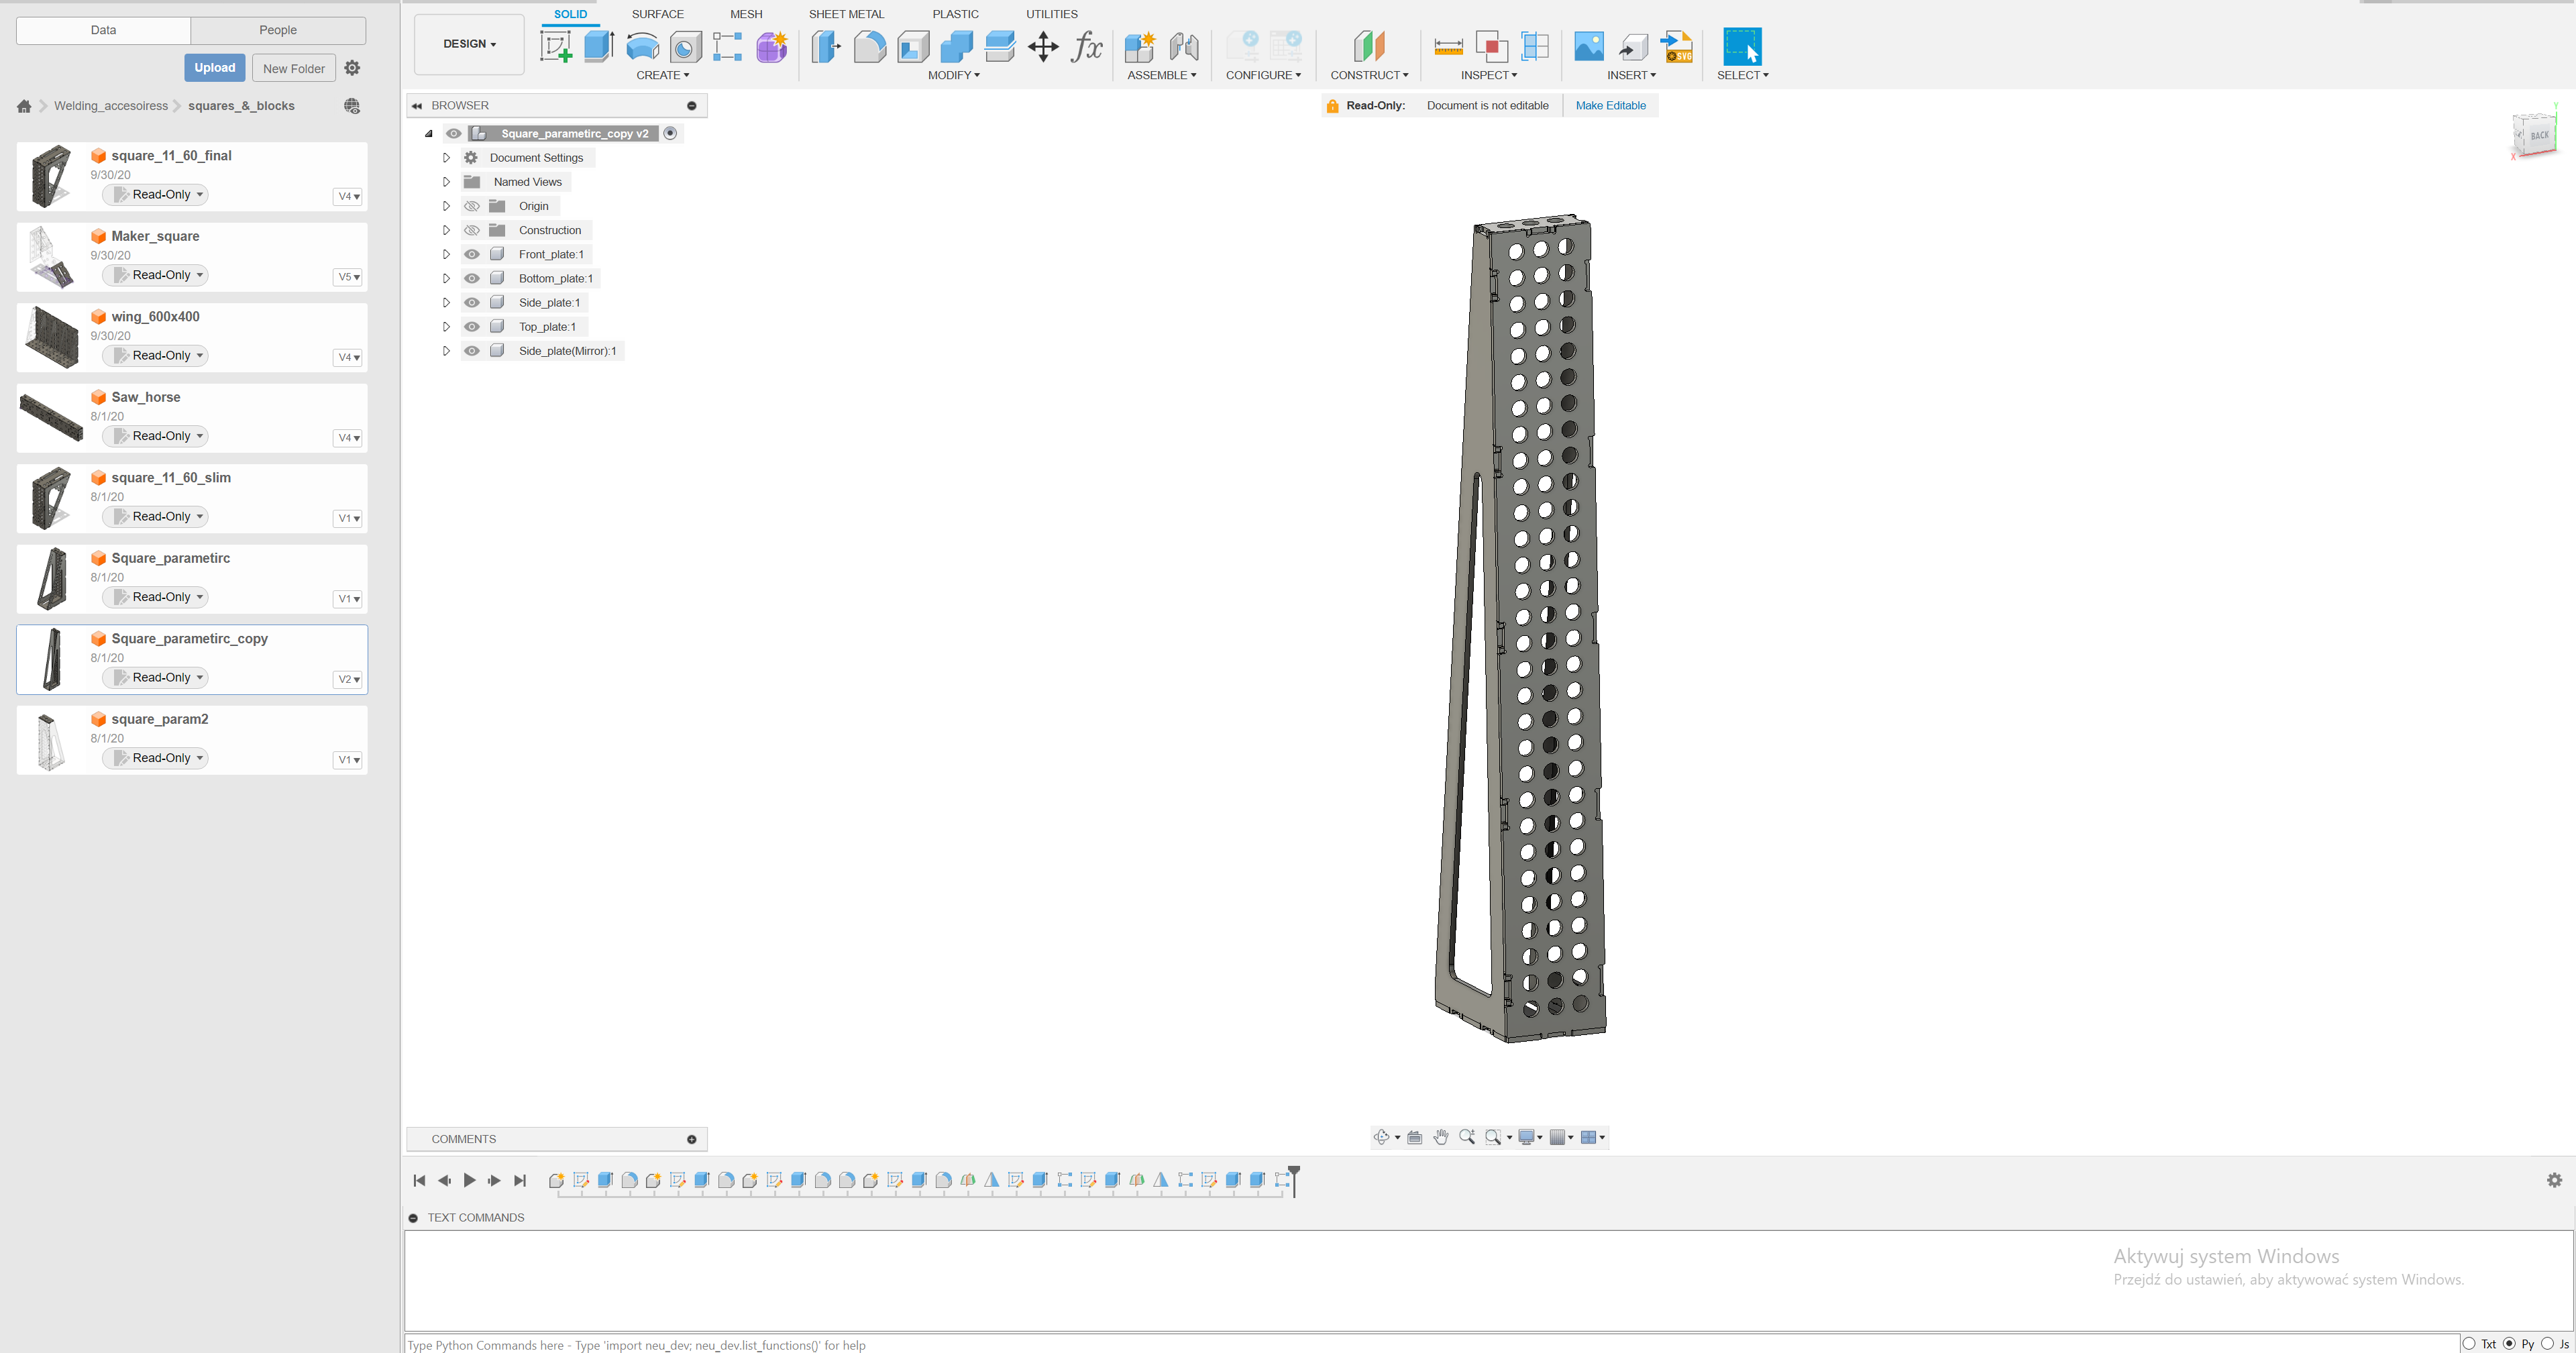 Data
People
Upload
New Folder
Welding_accesoiress
squares_&_blocks
square_11_60_final
9/30/20
Read-Only
V4
Maker_square
9/30/20
Read-Only
V5
wing_600x400
9/30/20
Read-Only
V4
Saw_horse
8/1/20
Read-Only
V4
square_11_60_slim
8/1/20
Read-Only
V1
Square_parametirc
8/1/20
Read-Only
V1
Square_parametirc_copy
8/1/20
Read-Only
V2
square_param2
8/1/20
Read-Only
V1
DESIGN
SOLID
SURFACE
MESH
SHEET METAL
PLASTIC
UTILITIES
fx
SVG
CREATE
MODIFY
ASSEMBLE
CONFIGURE
CONSTRUCT
INSPECT
INSERT
SELECT
BROWSER
Square_parametirc_copy v2
Document Settings
Named Views
Origin
Construction
Front_plate:1
Bottom_plate:1
Side_plate:1
Top_plate:1
Side_plate(Mirror):1
Read-Only:
Document is not editable
Make Editable
Y
BACK
X
COMMENTS
TEXT COMMANDS
Aktywuj system Windows
Przejdź do ustawień, aby aktywować system Windows.
Type Python Commands here - Type 'import neu_dev; neu_dev.list_functions()' for help
Txt
Py
Js